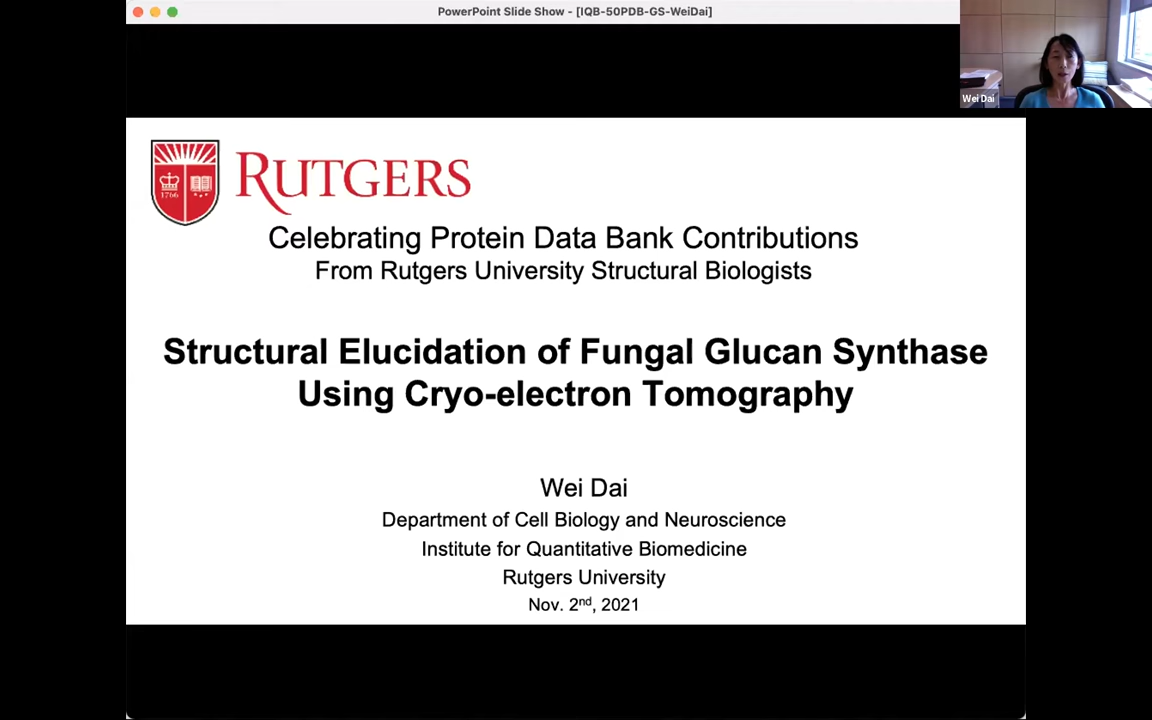 PowerPoint Slide Show - [IQB-50PDB-GS-WeiDai]
Wei Dai
1766
RUTGERS
Celebrating Protein Data Bank Contributions
From Rutgers University Structural Biologists
Structural Elucidation of Fungal Glucan Synthase
Using Cryo-electron Tomography
Wei Dai
Department of Cell Biology and Neuroscience
Institute for Quantitative Biomedicine
Rutgers University
Nov. 2nd, 2021